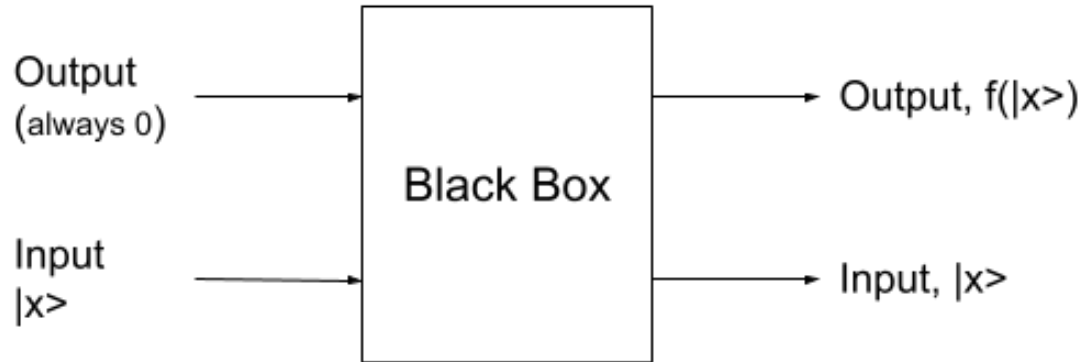 Output
(always 0)
Output, f(|x>)
Black Box
Input
|x>
Input, |x>